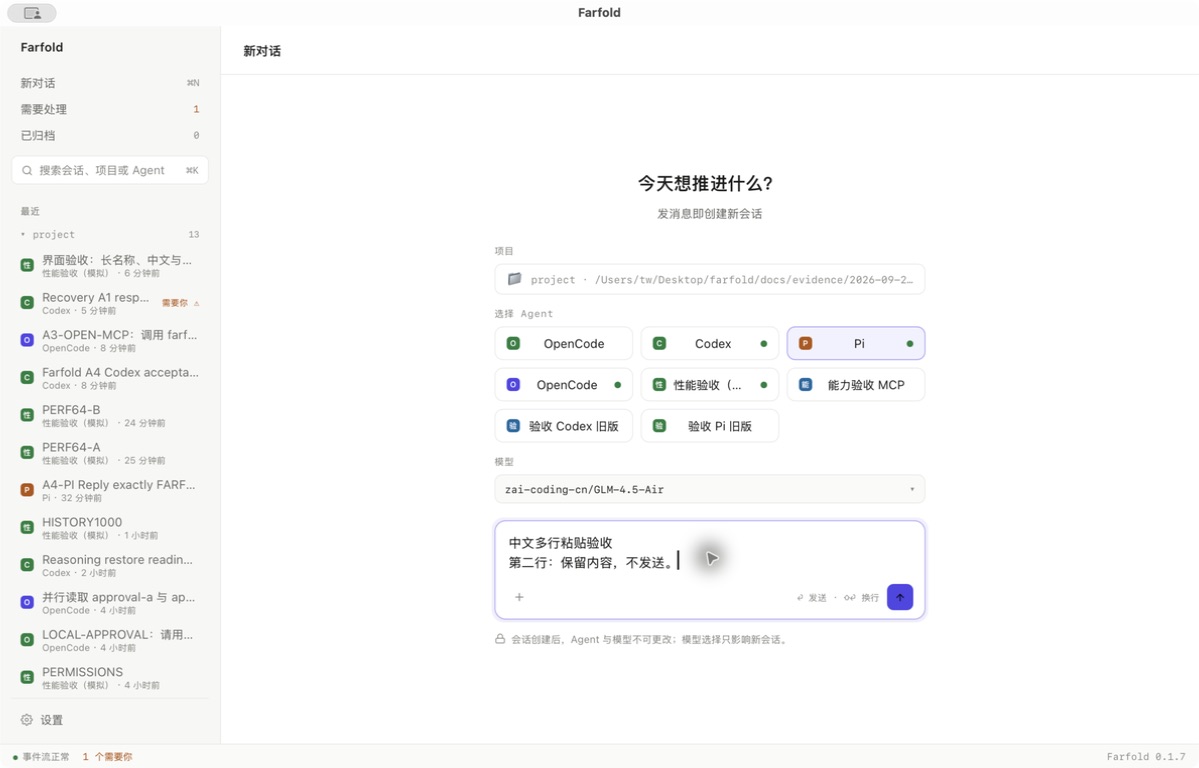 Farfold
Farfold
新对话 ⌘N
需要处理 1
已归档 0
搜索会话、项目或 Agent ⌘K
最近
project 13
性 界面验收：长名称、中文与...
性能验收（模拟） · 6 分钟前
C Recovery A1 resp... 需要你
Codex · 5 分钟前
O A3-OPEN-MCP：调用 farf...
OpenCode · 8 分钟前
C Farfold A4 Codex accepta...
Codex · 8 分钟前
性 PERF64-B
性能验收（模拟） · 24 分钟前
性 PERF64-A
性能验收（模拟） · 25 分钟前
P A4-PI Reply exactly FARF...
Pi · 32 分钟前
性 HISTORY1000
性能验收（模拟） · 1 小时前
C Reasoning restore readin...
Codex · 2 小时前
O 并行读取 approval-a 与 ap...
OpenCode · 4 小时前
O LOCAL-APPROVAL：请用...
OpenCode · 4 小时前
性 PERMISSIONS
性能验收（模拟） · 4 小时前
设置
事件流正常 1 个需要你
新对话
今天想推进什么？
发消息即创建新会话
项目
project · /Users/tw/Desktop/farfold/docs/evidence/2026-09-2…
选择 Agent
O OpenCode
C Codex
P Pi
O OpenCode
性 性能验收（...
能 能力验收 MCP
验 验收 Codex 旧版
验 验收 Pi 旧版
模型
zai-coding-cn/GLM-4.5-Air
中文多行粘贴验收
第二行：保留内容，不发送。
+ ↵ 发送 · 换行
会话创建后，Agent 与模型不可更改；模型选择只影响新会话。
Farfold 0.1.7